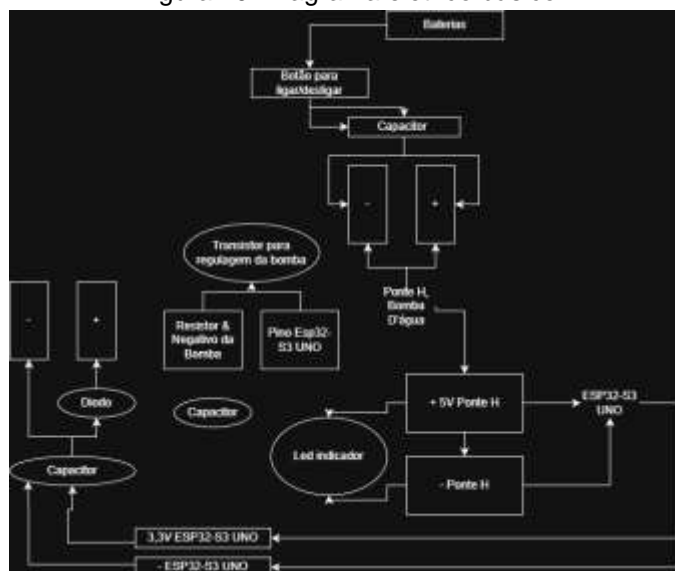 Baterias
Botão para
ligar/desligar
Capacitor
-
+
Transistor para
regulagem da bomba
Ponte H,
Bomba
D'água
-
+
Resistor &
Negativo da
Bomba
Pino Esp32-
S3 UNO
Diodo
Capacitor
+ 5V Ponte H
ESP32-S3
UNO
Led indicador
Capacitor
- Ponte H
3,3V ESP32-S3 UNO
- ESP32-S3 UNO